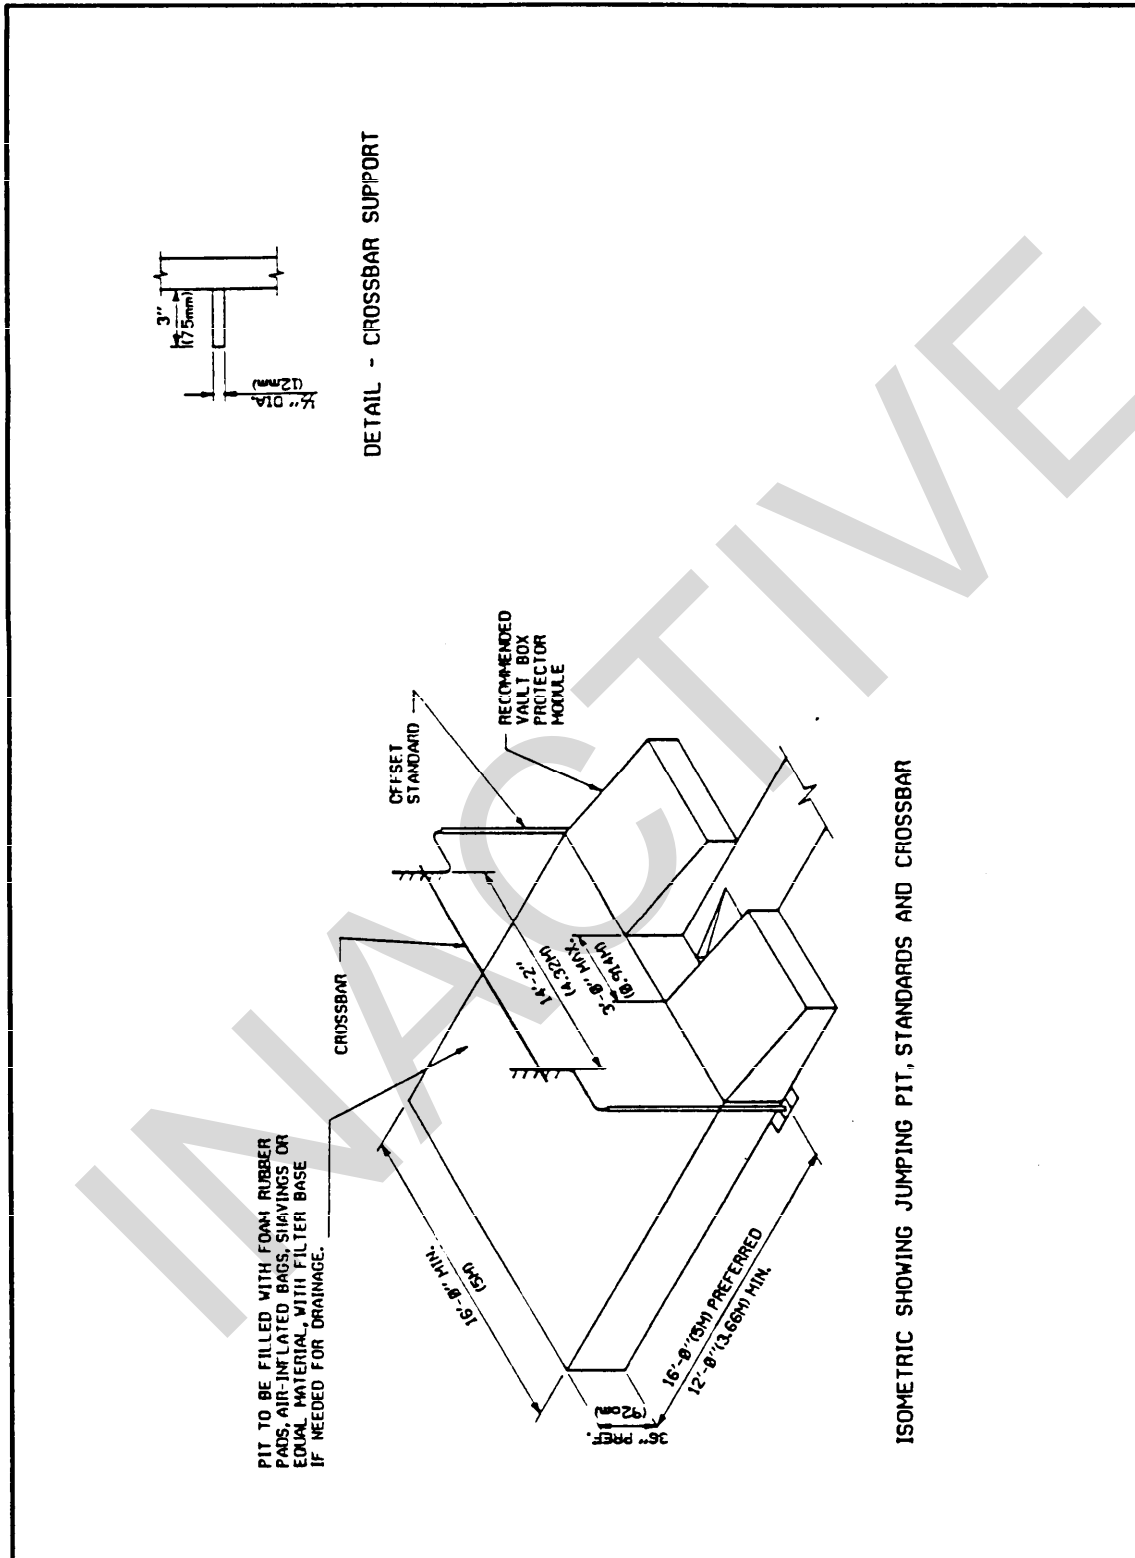 3"
(75mm)
½" DIA.
(12mm)
DETAIL - CROSSBAR SUPPORT
PIT TO BE FILLED WITH FOAM RUBBER
PADS, AIR-INFLATED BAGS, SHAVINGS OR
EQUAL MATERIAL, WITH FILTER BASE
IF NEEDED FOR DRAINAGE.
CROSSBAR
OFFSET
STANDARD
RECOMMENDED
VAULT BOX
PROTECTOR
MODULE
14'-2"
(4.32M)
3'-0" MAX.
(0.914M)
16'-0" MIN.
(5M)
36" PREF.
(92cm)
16'-0"(5M) PREFERRED
12'-0"(3.66M) MIN.
ISOMETRIC SHOWING JUMPING PIT, STANDARDS AND CROSSBAR
INACTIVE